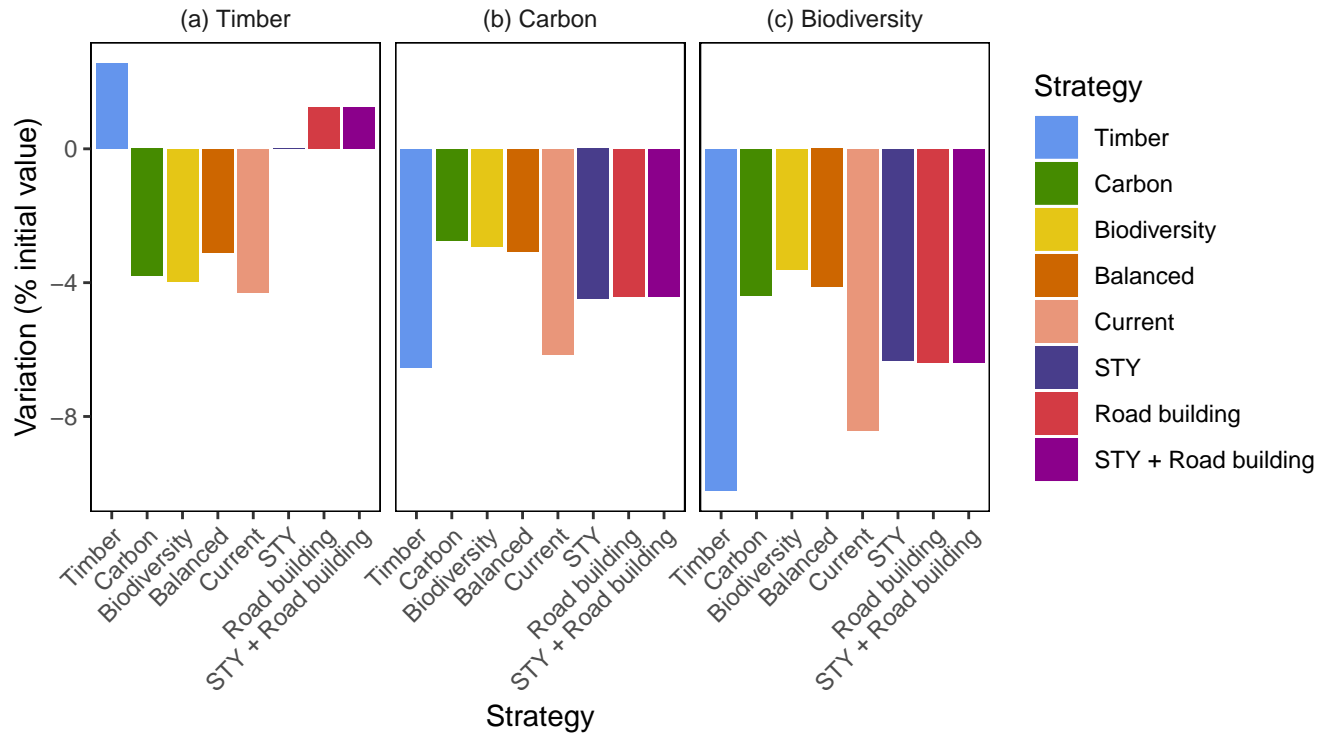 (a) Timber
(b) Carbon
(c) Biodiversity
Variation (% initial value)
0
−4
−8
Timber
Carbon
Biodiversity
Balanced
Current
STY
Road building
STY + Road building
Timber
Carbon
Biodiversity
Balanced
Current
STY
Road building
STY + Road building
Timber
Carbon
Biodiversity
Balanced
Current
STY
Road building
STY + Road building
Strategy
Strategy
Timber
Carbon
Biodiversity
Balanced
Current
STY
Road building
STY + Road building